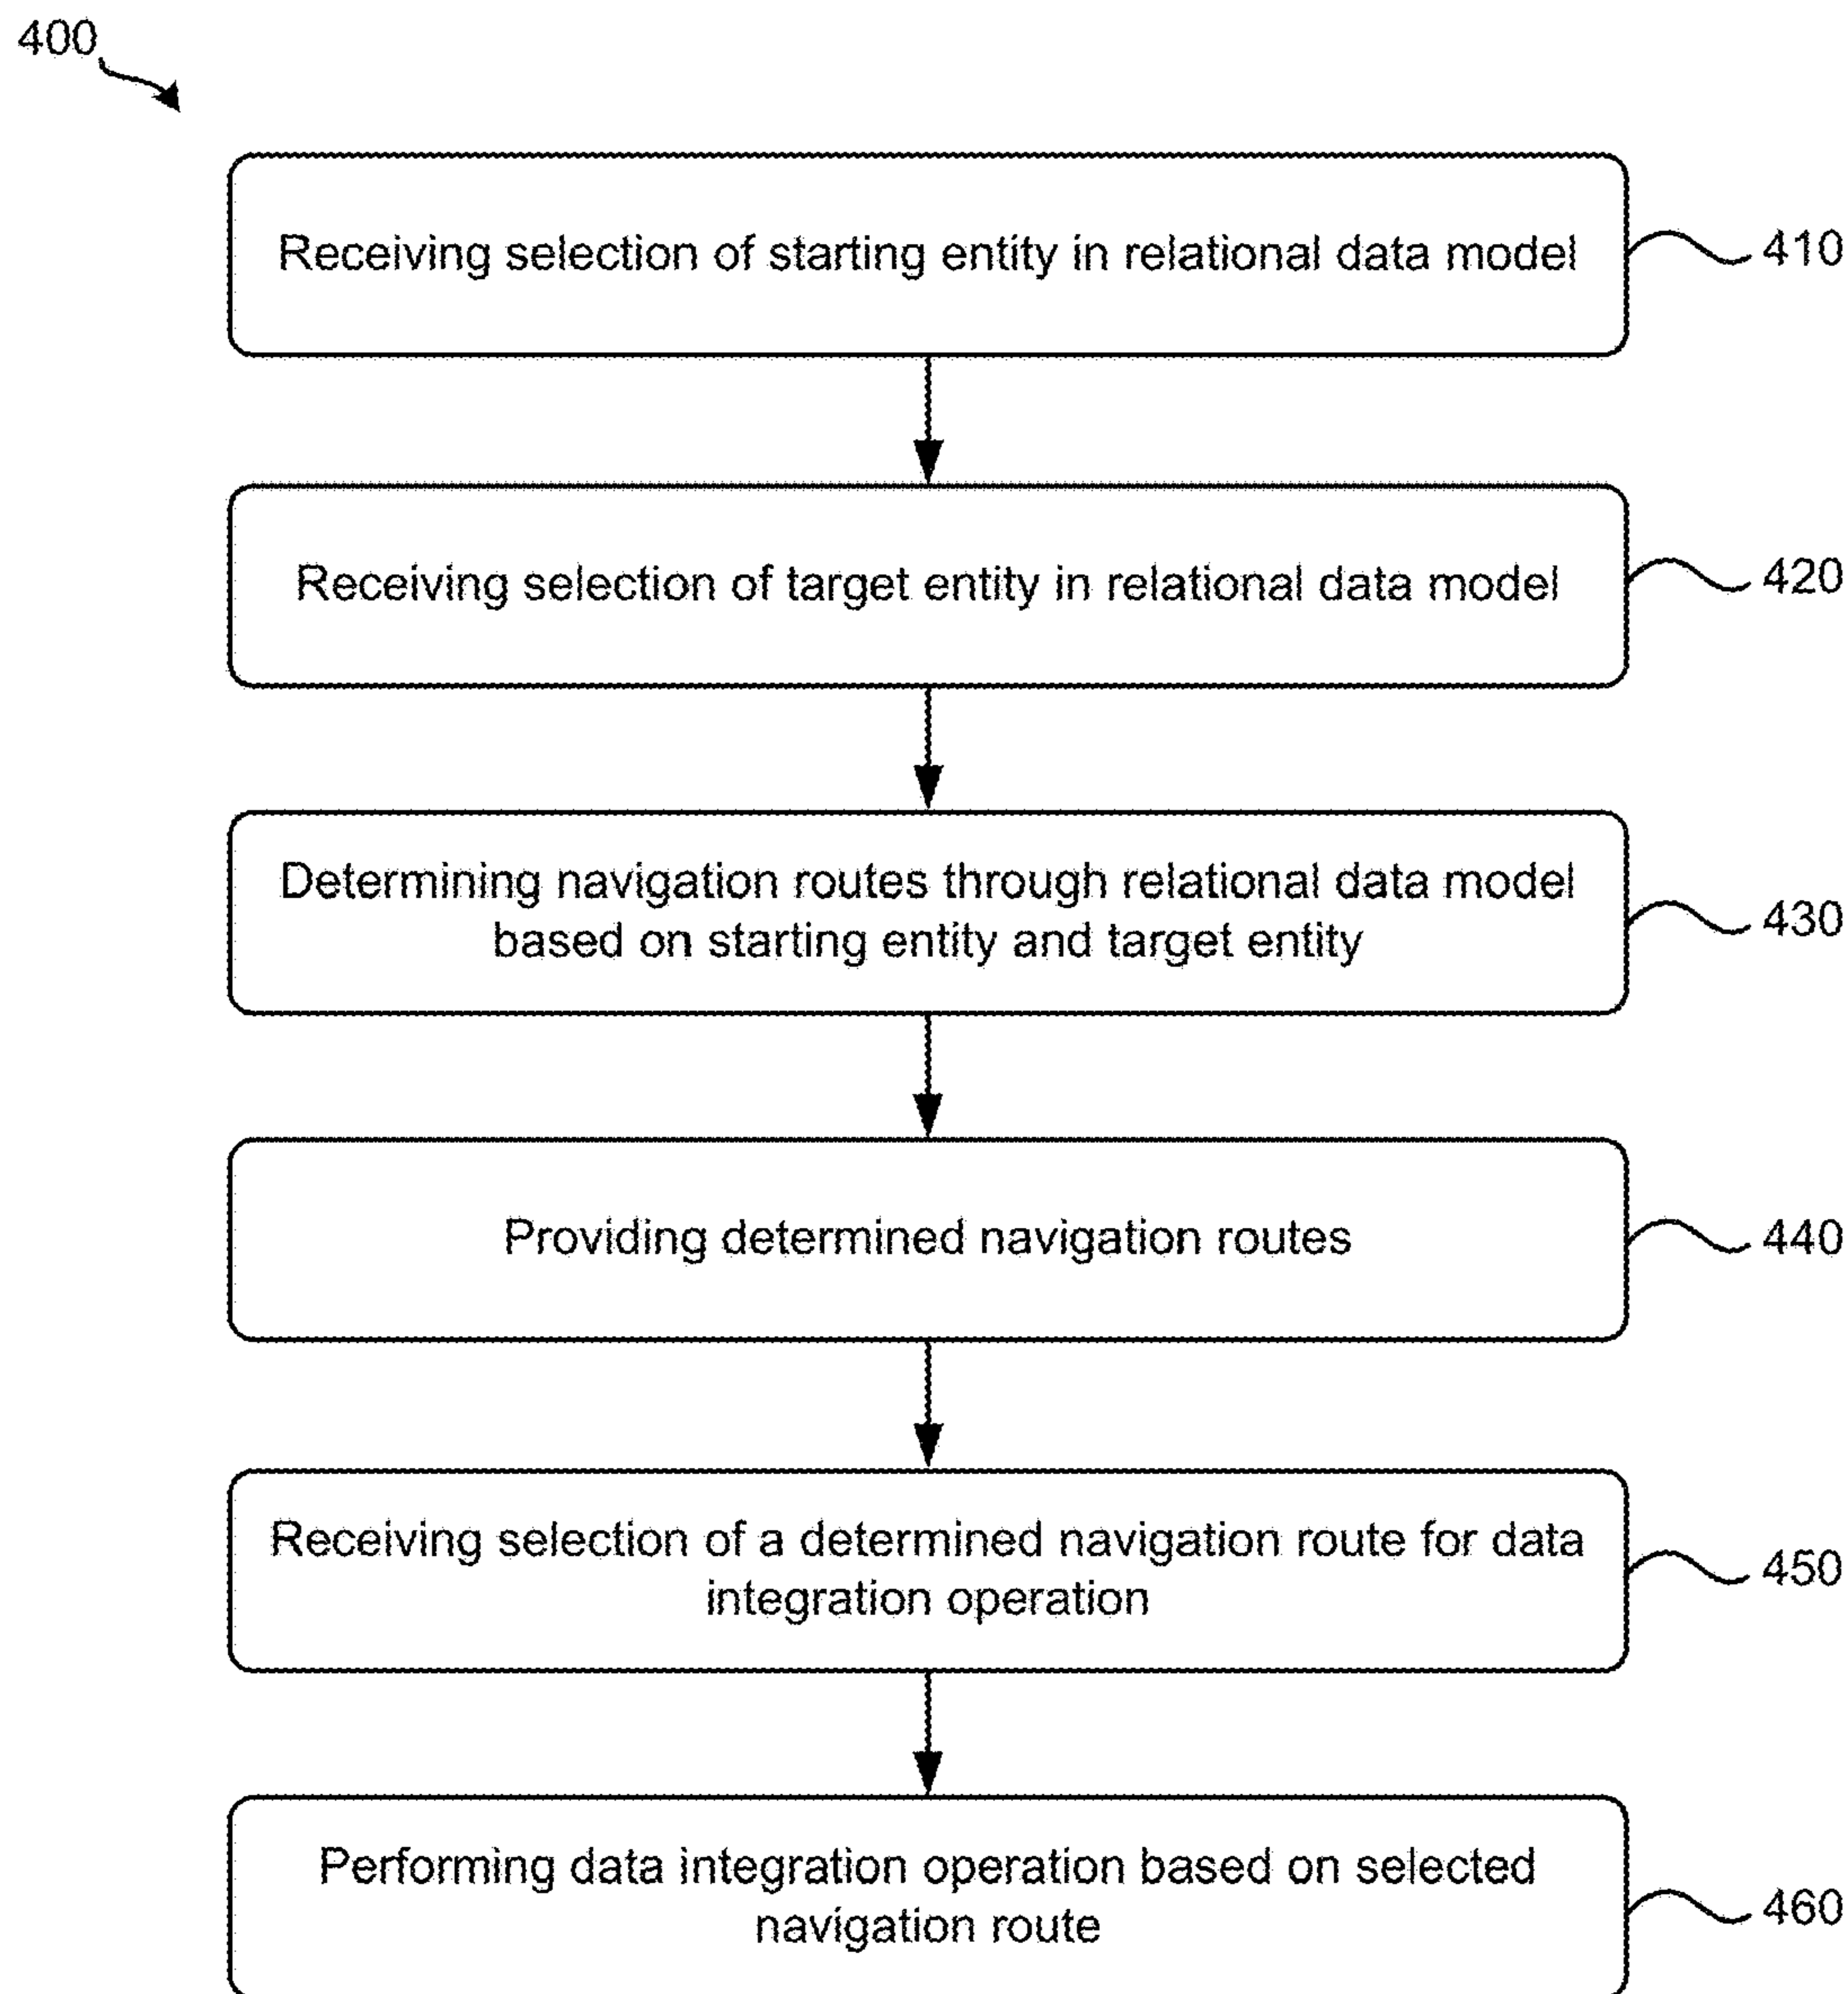 400
Receiving selection of starting entity in relational data model
410
Receiving selection of target entity in relational data model
420
Determining navigation routes through relational data model
based on starting entity and target entity
430
Providing determined navigation routes
440
Receiving selection of a determined navigation route for data
integration operation
450
Performing data integration operation based on selected
navigation route
460